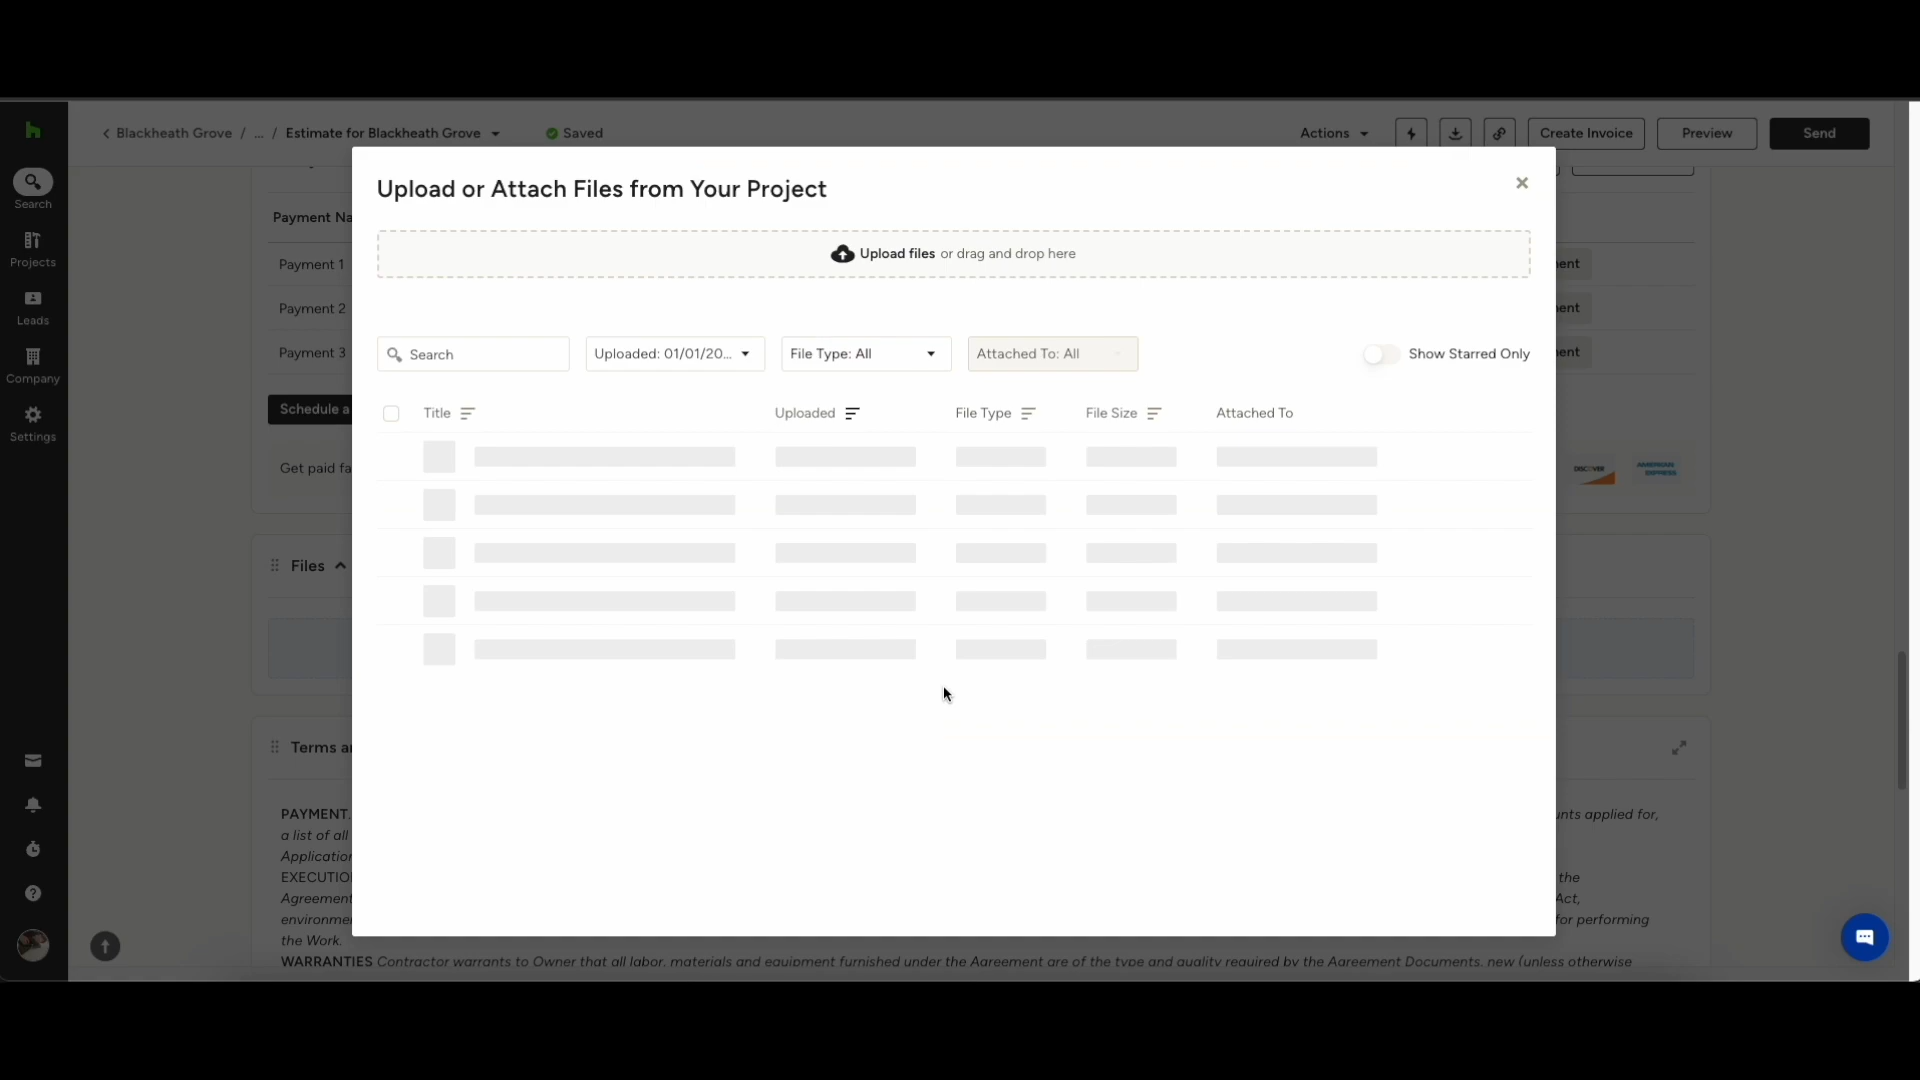 Blackheath Grove / ... / Estimate for Blackheath Grove
Saved
Actions
Create Invoice
Preview
Send
Search
Projects
Leads
Company
Settings
Upload or Attach Files from Your Project
Upload files or drag and drop here
Search
Uploaded: 01/01/20...
File Type: All
Attached To: All
Show Starred Only
Title
Uploaded
File Type
File Size
Attached To
Payment Na
Payment 1
Payment 2
Payment 3
ent
ent
ent
Schedule a
Get paid fa
DISCOVER
AMERICAN EXPRESS
Files
Terms a
PAYMENT. unts applied for,
a list of all
Application
EXECUTIO the
Agreement Act,
environme for performing
the Work.
WARRANTIES Contractor warrants to Owner that all labor, materials and equipment furnished under the Agreement are of the type and quality required by the Agreement Documents, new (unless otherwise